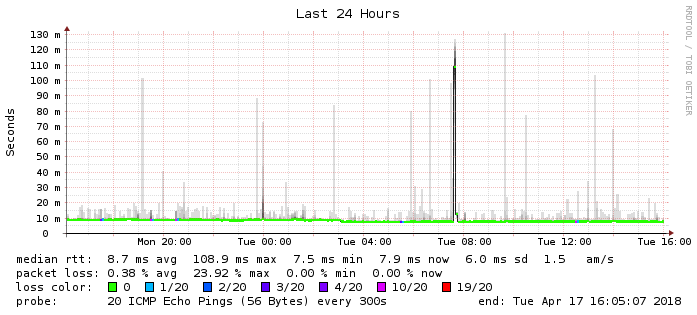 Last 24 Hours
RRDTOOL / TOBI OETIKER
Seconds
130 m
120 m
110 m
100 m
90 m
80 m
70 m
60 m
50 m
40 m
30 m
20 m
10 m
0
Mon 20:00 Tue 00:00 Tue 04:00 Tue 08:00 Tue 12:00 Tue 16:00
median rtt: 8.7 ms avg 108.9 ms max 7.5 ms min 7.9 ms now 6.0 ms sd 1.5 am/s
packet loss: 0.38 % avg 23.92 % max 0.00 % min 0.00 % now
loss color: 0 1/20 2/20 3/20 4/20 10/20 19/20
probe: 20 ICMP Echo Pings (56 Bytes) every 300s end: Tue Apr 17 16:05:07 2018